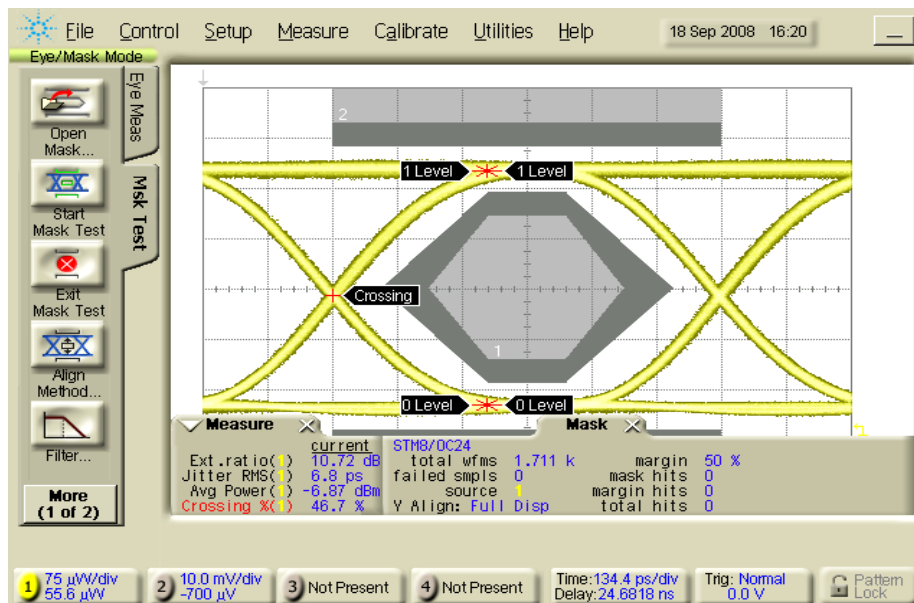 File Control Setup Measure Calibrate Utilities Help 18 Sep 2008 16:20
Eye/Mask Mode
Eye Meas
Msk Test
Open
Mask...
Start
Mask Test
Exit
Mask Test
Align
Method...
Filter...
More
(1 of 2)
2
1 Level 1 Level
Crossing
1
0 Level 0 Level
Measure
current
Ext.ratio(1) 10.72 dB
Jitter RMS(1) 6.8 ps
Avg Power(1) -6.87 dBm
Crossing %(1) 46.7 %
Mask
STM8/OC24
total wfms 1.711 k margin 50 %
failed smpls 0 mask hits 0
source 1 margin hits 0
Y Align: Full Disp total hits 0
1 75 µW/div
55.6 µW
2 10.0 mV/div
-700 µV
3 Not Present
4 Not Present
Time:134.4 ps/div
Delay:24.6818 ns
Trig: Normal
0.0 V
Pattern
Lock